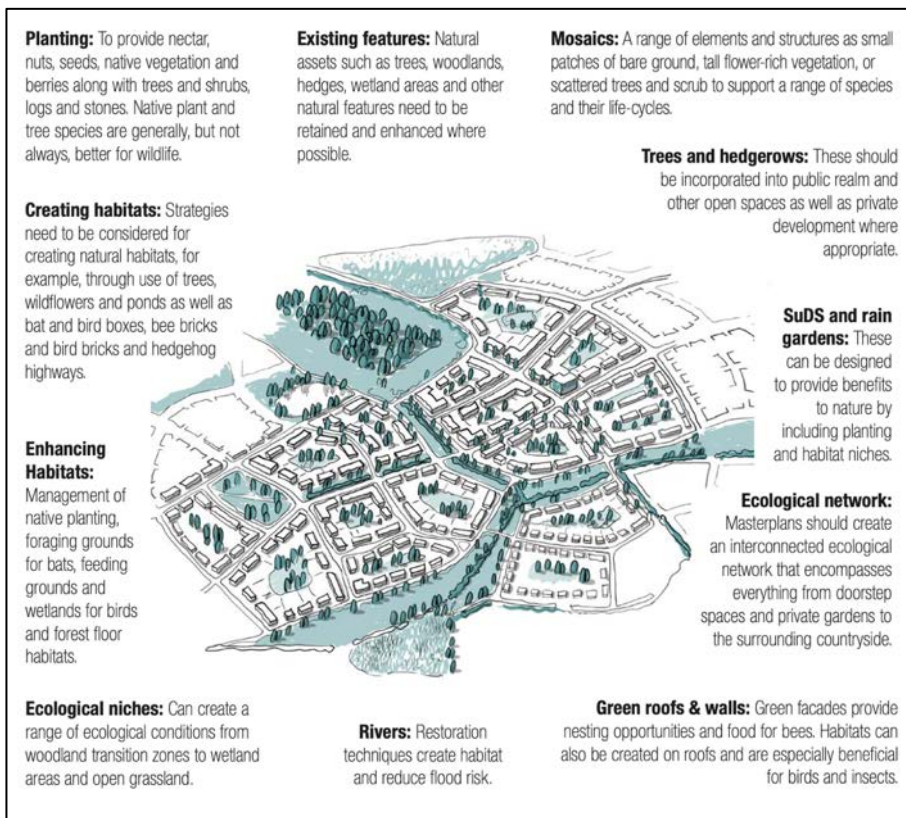 Planting: To provide nectar,
nuts, seeds, native vegetation and
berries along with trees and shrubs,
logs and stones. Native plant and
tree species are generally, but not
always, better for wildlife.
Existing features: Natural
assets such as trees, woodlands,
hedges, wetland areas and other
natural features need to be
retained and enhanced where
possible.
Mosaics: A range of elements and structures as small
patches of bare ground, tall flower-rich vegetation, or
scattered trees and scrub to support a range of species
and their life-cycles.
Trees and hedgerows: These should
be incorporated into public realm and
other open spaces as well as private
development where
appropriate.
Creating habitats: Strategies
need to be considered for
creating natural habitats, for
example, through use of trees,
wildflowers and ponds as well as
bat and bird boxes, bee bricks
and bird bricks and hedgehog
highways.
SuDS and rain
gardens: These
can be designed
to provide benefits
to nature by
including planting
and habitat niches.
Enhancing
Habitats:
Management of
native planting,
foraging grounds
for bats, feeding
grounds and
wetlands for birds
and forest floor
habitats.
Ecological network:
Masterplans should create
an interconnected ecological
network that encompasses
everything from doorstep
spaces and private gardens to
the surrounding countryside.
Ecological niches: Can create a
range of ecological conditions from
woodland transition zones to wetland
areas and open grassland.
Rivers: Restoration
techniques create habitat
and reduce flood risk.
Green roofs & walls: Green facades provide
nesting opportunities and food for bees. Habitats can
also be created on roofs and are especially beneficial
for birds and insects.